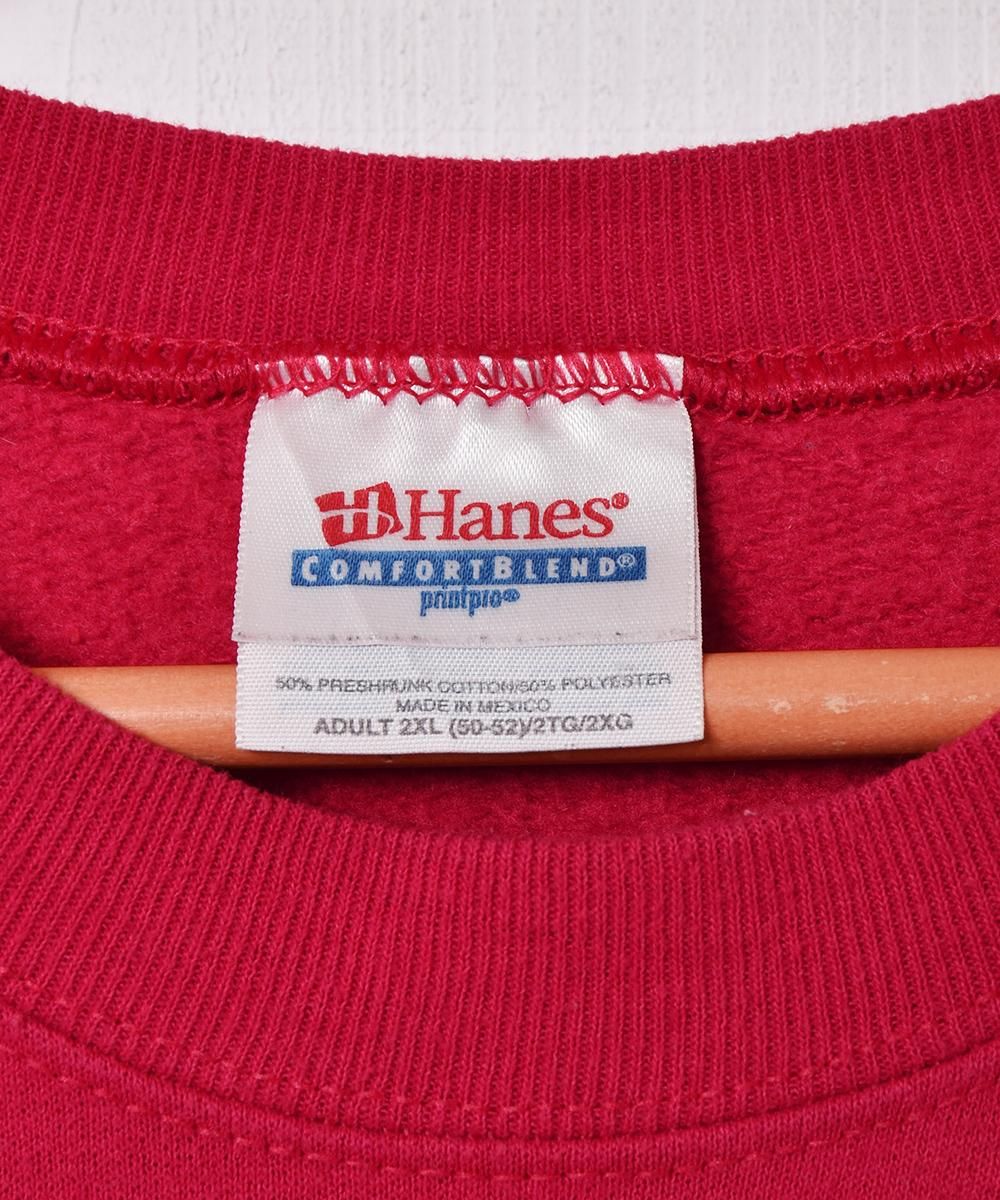 H Hanes®
COMFORTBLEND®
printpro®
50% PRESHRUNK COTTON/50% POLYESTER
MADE IN MEXICO
ADULT 2XL (50-52)/2TG/2XG